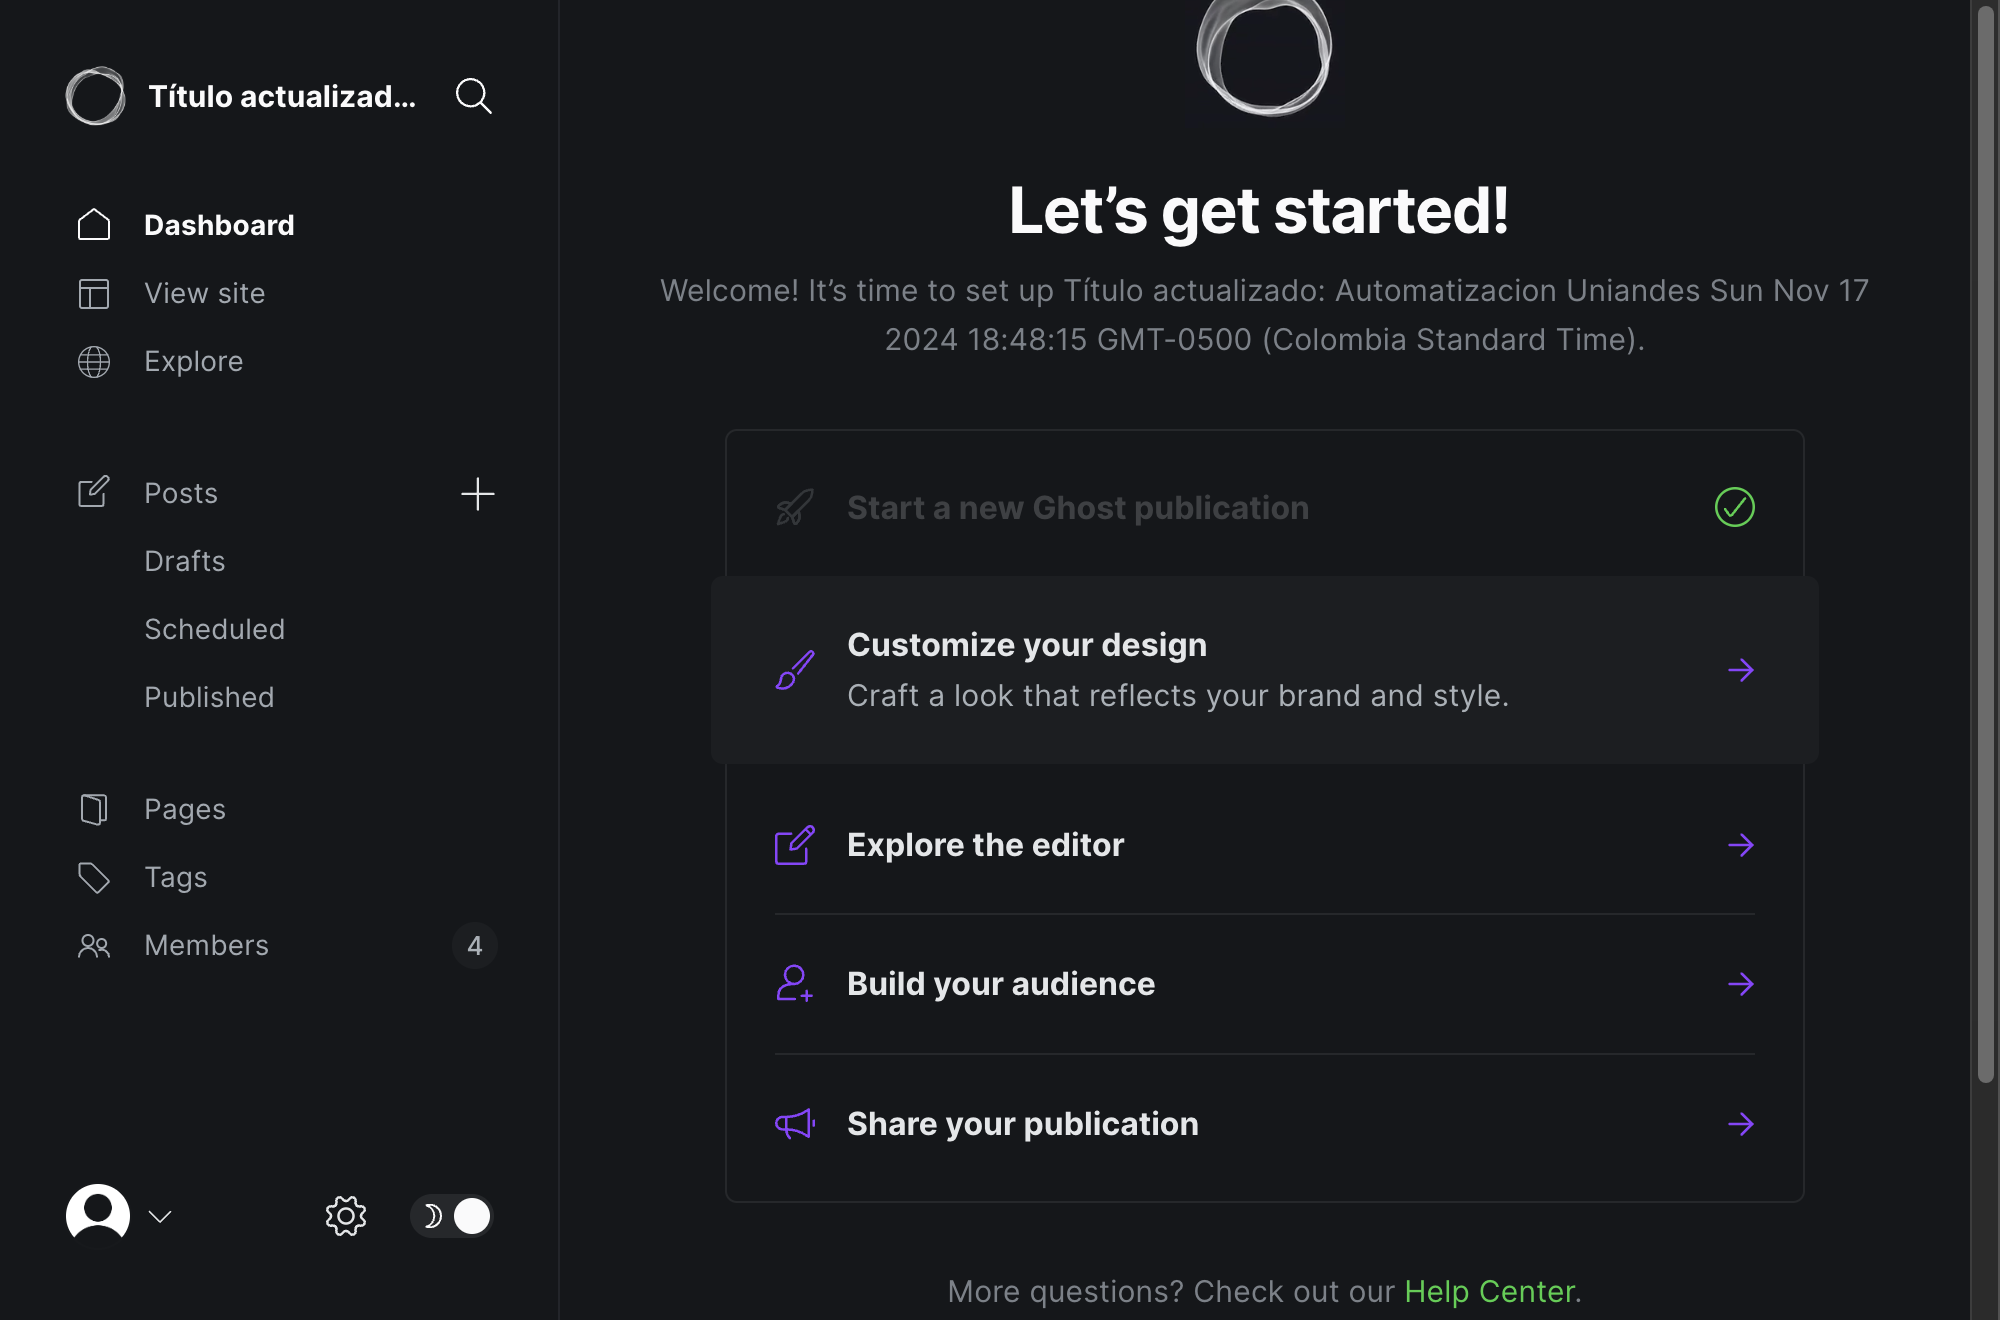 Título actualizad...
Dashboard
View site
Explore
Posts
Drafts
Scheduled
Published
Pages
Tags
Members
4
Let’s get started!
Welcome! It’s time to set up Título actualizado: Automatizacion Uniandes Sun Nov 17
2024 18:48:15 GMT-0500 (Colombia Standard Time).
Start a new Ghost publication
Customize your design
Craft a look that reflects your brand and style.
Explore the editor
Build your audience
Share your publication
More questions? Check out our Help Center.